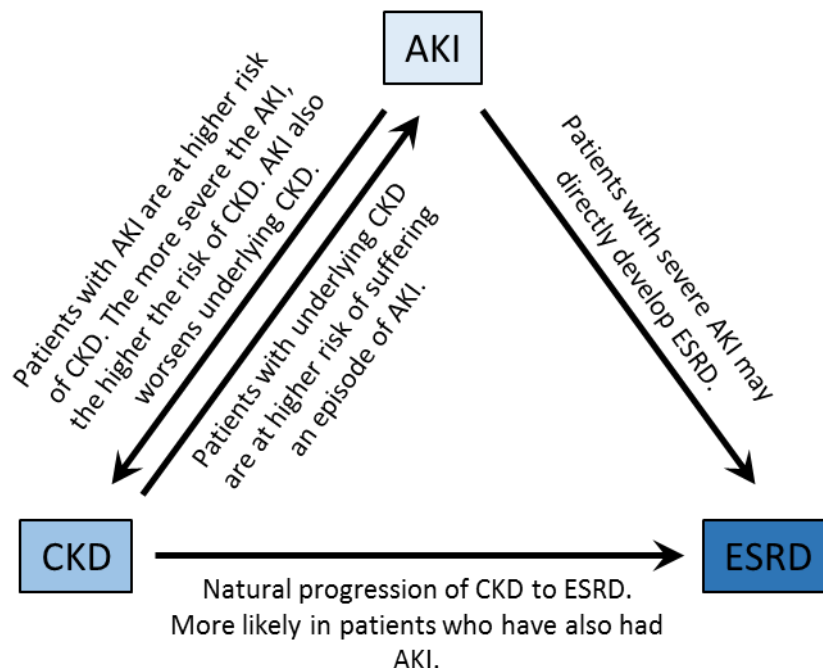 AKI
Patients with AKI are at higher risk
of CKD. The more severe the AKI,
the higher the risk of CKD. AKI also
worsens underlying CKD.
Patients with underlying CKD
are at higher risk of suffering
an episode of AKI.
Patients with severe AKI may
directly develop ESRD.
CKD
ESRD
Natural progression of CKD to ESRD.
More likely in patients who have also had
AKI.